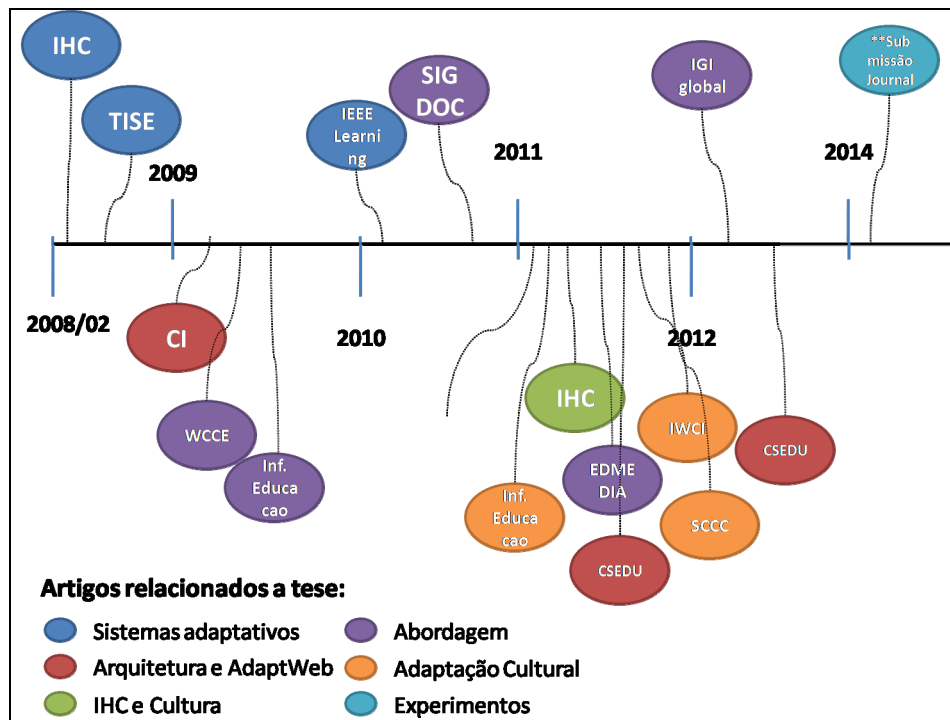 IHC
TISE
IEEE
Learni
ng
SIG
DOC
IGI
global
**Sub
missão
Journal
2009
2011
2014
2008/02
2010
2012
CI
WCCE
Inf.
Educa
cao
IHC
Inf.
Educa
cao
EDME
DIA
CSEDU
IWCI
SCCC
CSEDU
Artigos relacionados a tese:
Sistemas adaptativos
Abordagem
Arquitetura e AdaptWeb
Adaptação Cultural
IHC e Cultura
Experimentos